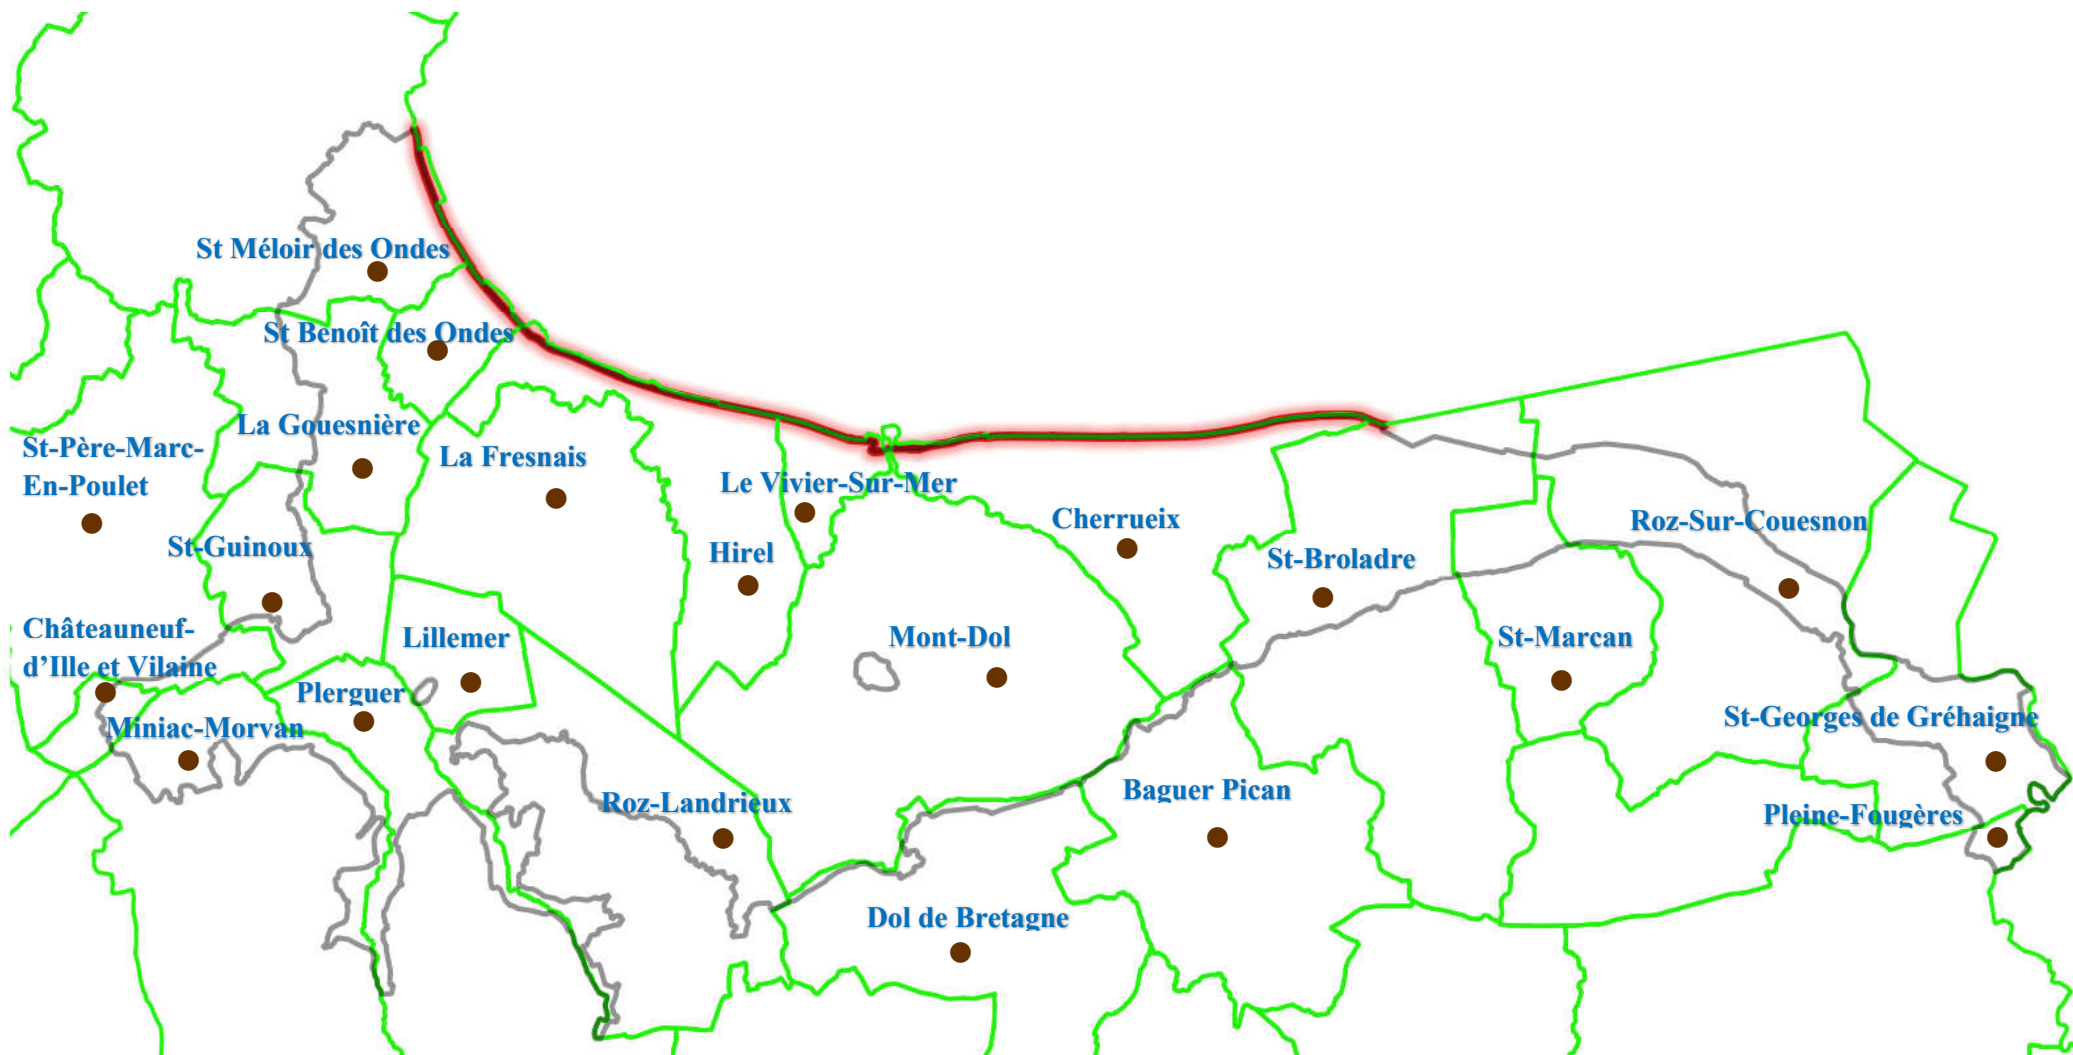 St Méloir des Ondes
St Benoît des Ondes
La Gouesnière
St-Père-Marc-
En-Poulet
La Fresnais
Le Vivier-Sur-Mer
Cherrueix
Roz-Sur-Couesnon
St-Guinoux
Hirel
St-Broladre
Châteauneuf-
d’Ille et Vilaine
Lillemer
Mont-Dol
St-Marcan
Plerguer
Miniac-Morvan
St-Georges de Gréhaigne
Roz-Landrieux
Baguer Pican
Pleine-Fougères
Dol de Bretagne